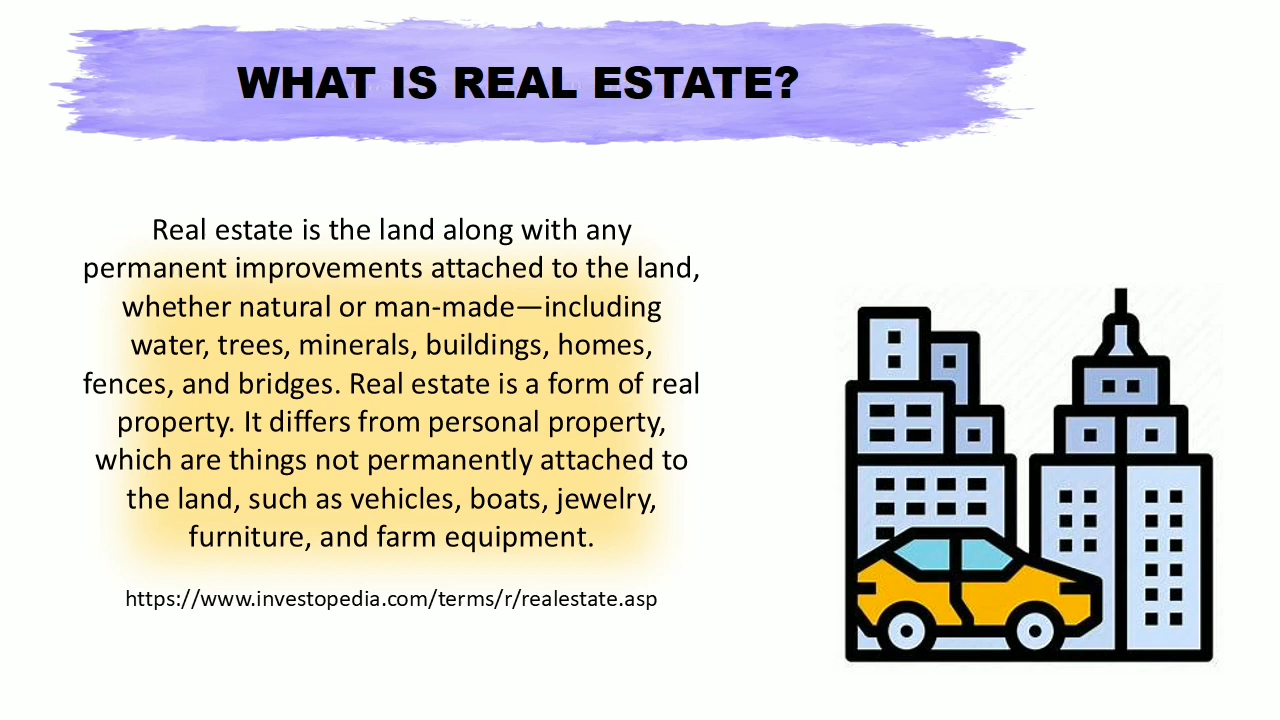 WHAT IS REAL ESTATE?
Real estate is the land along with any
permanent improvements attached to the land,
whether natural or man-made—including
water, trees, minerals, buildings, homes,
fences, and bridges. Real estate is a form of real
property. It differs from personal property,
which are things not permanently attached to
the land, such as vehicles, boats, jewelry,
furniture, and farm equipment.
https://www.investopedia.com/terms/r/realestate.asp